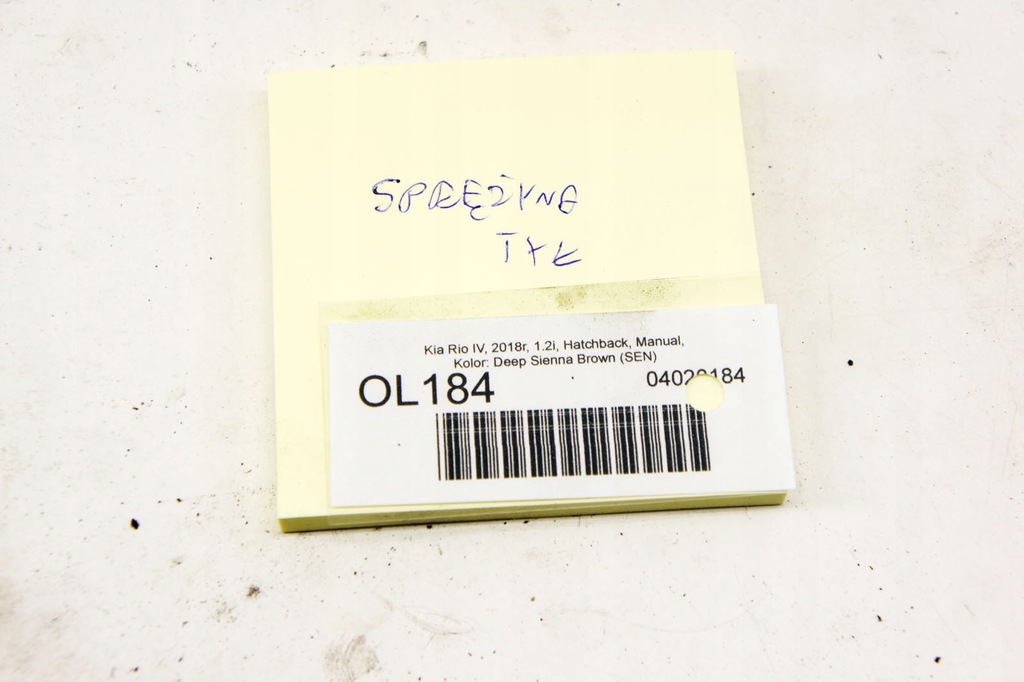 SPRĘŻYNA
TYŁ
Kia Rio IV, 2018r, 1.2i, Hatchback, Manual,
Kolor: Deep Sienna Brown (SEN)
OL184